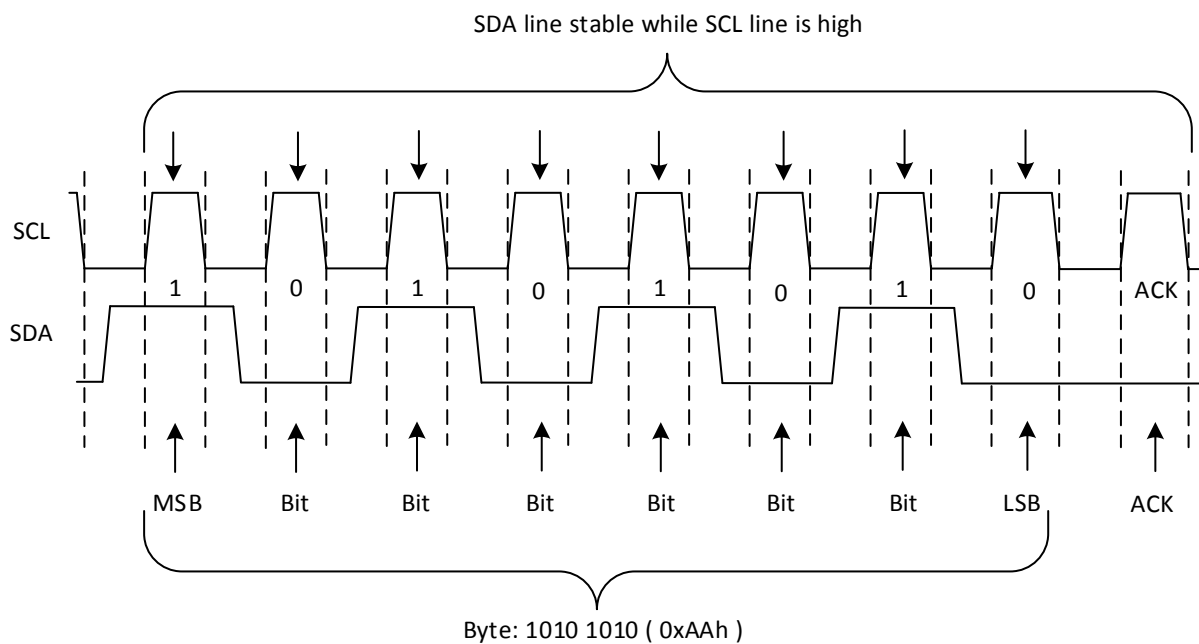 SDA line stable while SCL line is high
SCL
1 0 1 0 1 0 1 0 ACK
SDA
MSB Bit Bit Bit Bit Bit Bit LSB ACK
Byte: 1010 1010 ( 0xAAh )